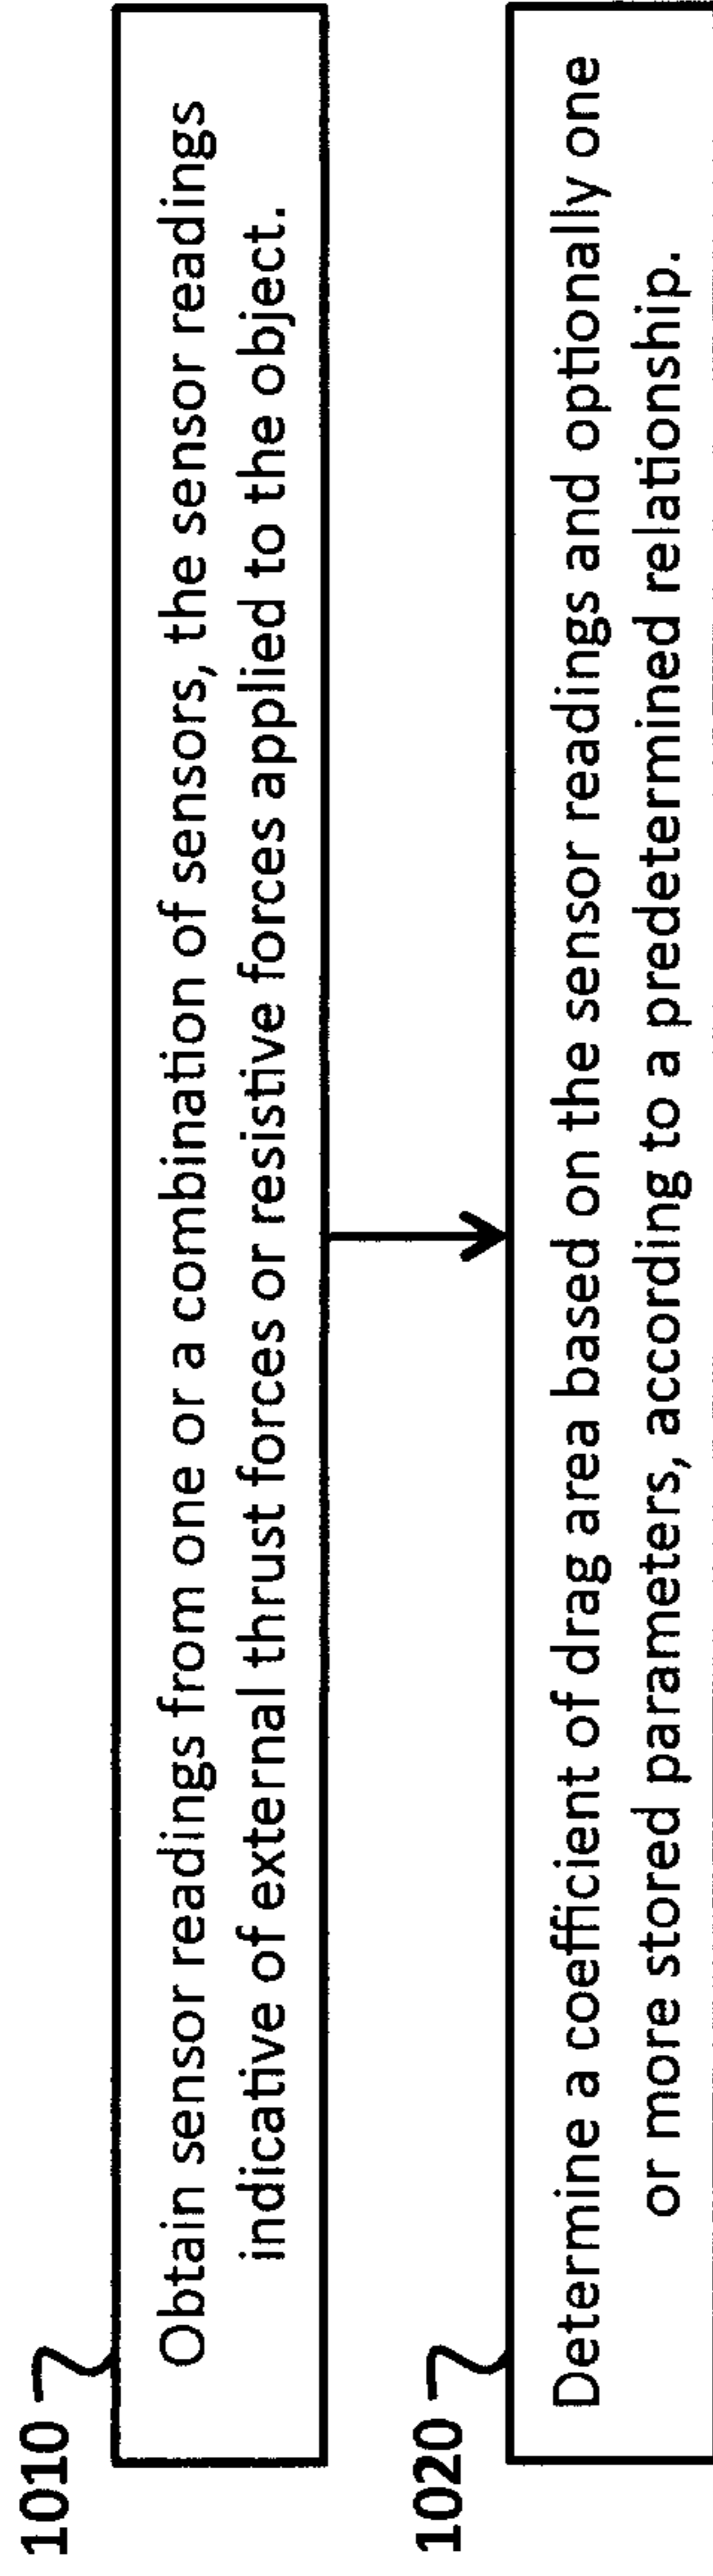 1010
Obtain sensor readings from one or a combination of sensors, the sensor readings
indicative of external thrust forces or resistive forces applied to the object.
1020
Determine a coefficient of drag area based on the sensor readings and optionally one
or more stored parameters, according to a predetermined relationship.